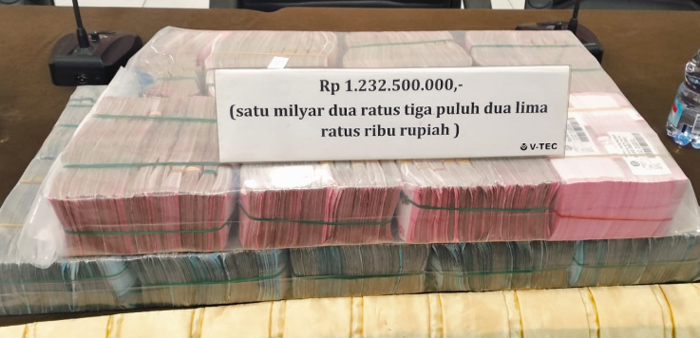 Rp 1.232.500.000,-
(satu milyar dua ratus tiga puluh dua lima
ratus ribu rupiah )
V-TEC